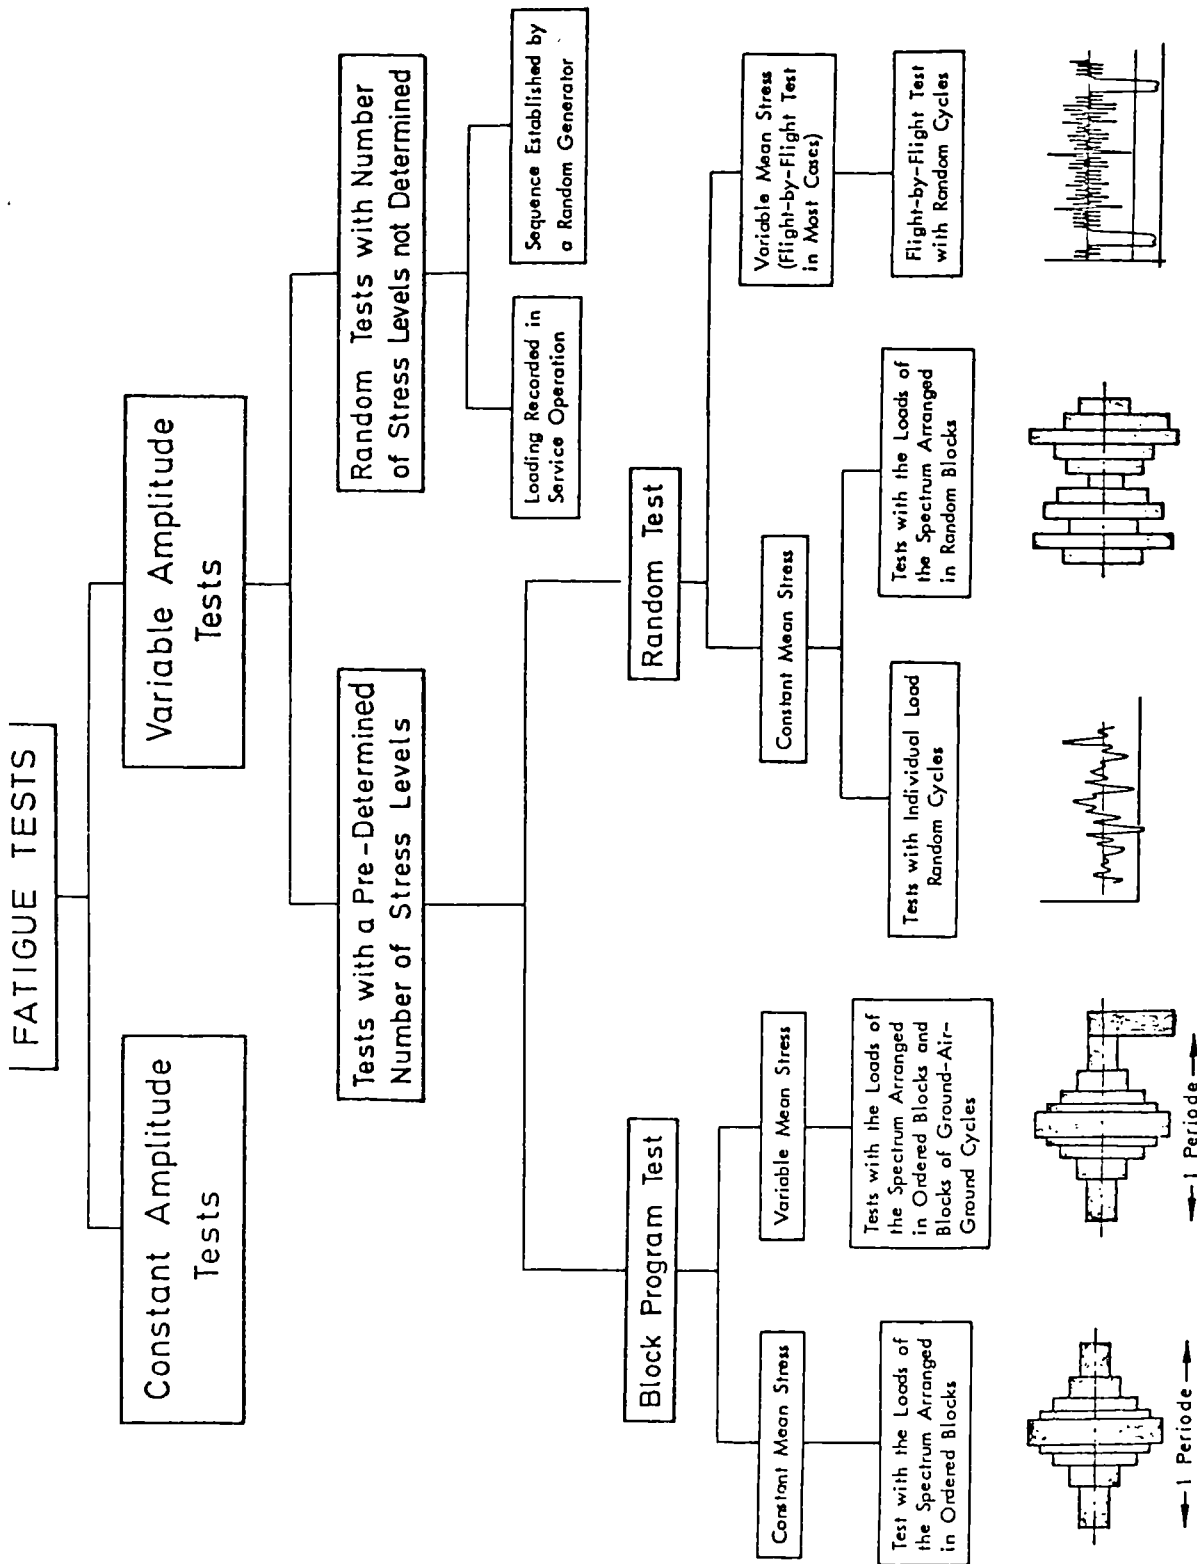 FATIGUE TESTS
Constant Amplitude
Tests
Variable Amplitude
Tests
Tests with a Pre-Determined
Number of Stress Levels
Random Tests with Number
of Stress Levels not Determined
Loading Recorded in
Service Operation
Sequence Established by
a Random Generator
Block Program Test
Random Test
Constant Mean Stress
Variable Mean Stress
Constant Mean Stress
Variable Mean Stress
(Flight-by-Flight Test
in Most Cases)
Test with the Loads of
the Spectrum Arranged
in Ordered Blocks
Tests with the Loads of
the Spectrum Arranged
in Ordered Blocks and
Blocks of Ground-Air-
Ground Cycles
Tests with Individual Load
Random Cycles
Tests with the Loads of
the Spectrum Arranged
in Random Blocks
Flight-by-Flight Test
with Random Cycles
1 Periode
1 Periode